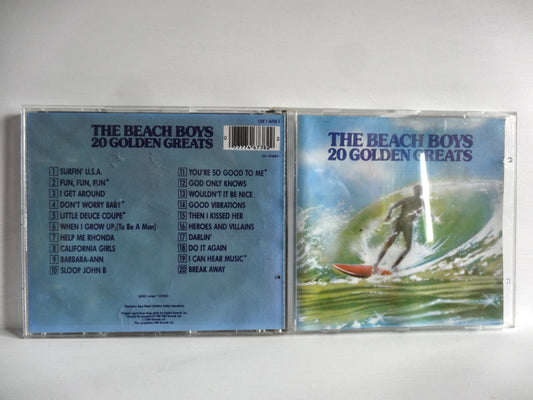 THE BEACH BOYS
20 GOLDEN GREATS
1 SURFIN' U.S.A.
2 FUN, FUN, FUN*
3 I GET AROUND
4 DON'T WORRY BABY*
5 LITTLE DEUCE COUPE*
6 WHEN I GROW UP,(To Be A Man)
7 HELP ME RHONDA
8 CALIFORNIA GIRLS
9 BARBARA-ANN
10 SLOOP JOHN B
11 YOU'RE SO GOOD TO ME*
12 GOD ONLY KNOWS
13 WOULDN'T IT BE NICE
14 GOOD VIBRATIONS
15 THEN I KISSED HER
16 HEROES AND VILLAINS
17 DARLIN'
18 DO IT AGAIN
19 I CAN HEAR MUSIC*
20 BREAK AWAY
THE BEACH BOYS
20 GOLDEN GREATS